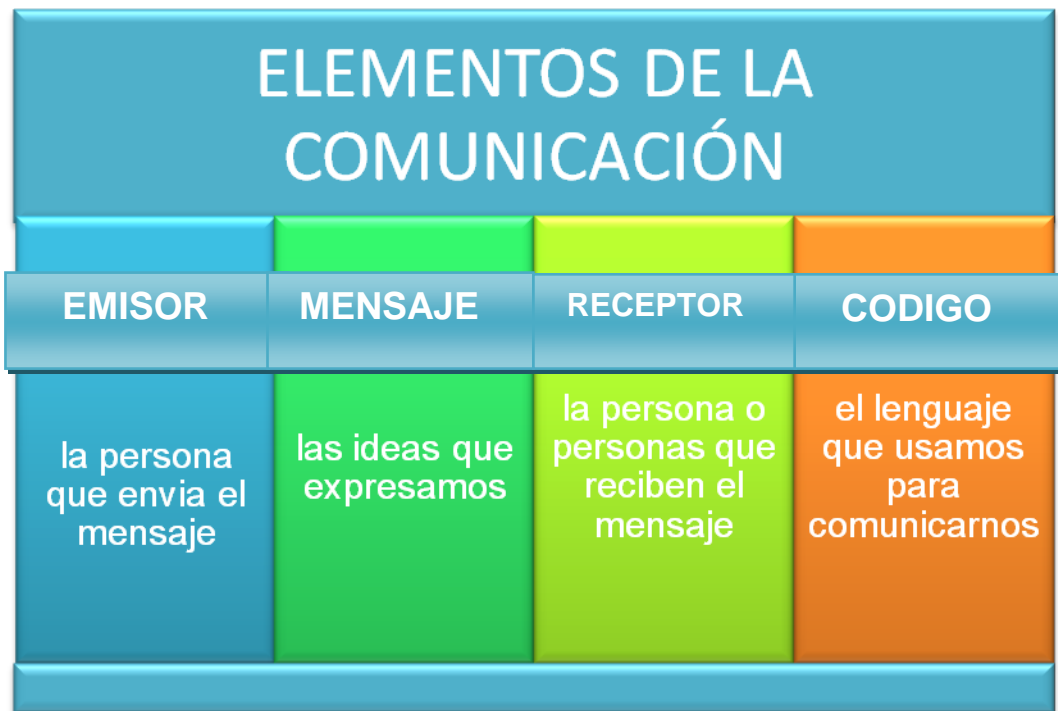 ELEMENTOS DE LA
COMUNICACIÓN
EMISOR
MENSAJE
RECEPTOR
CODIGO
la persona
que envia el
mensaje
las ideas que
expresamos
la persona o
personas que
reciben el
mensaje
el lenguaje
que usamos
para
comunicarnos